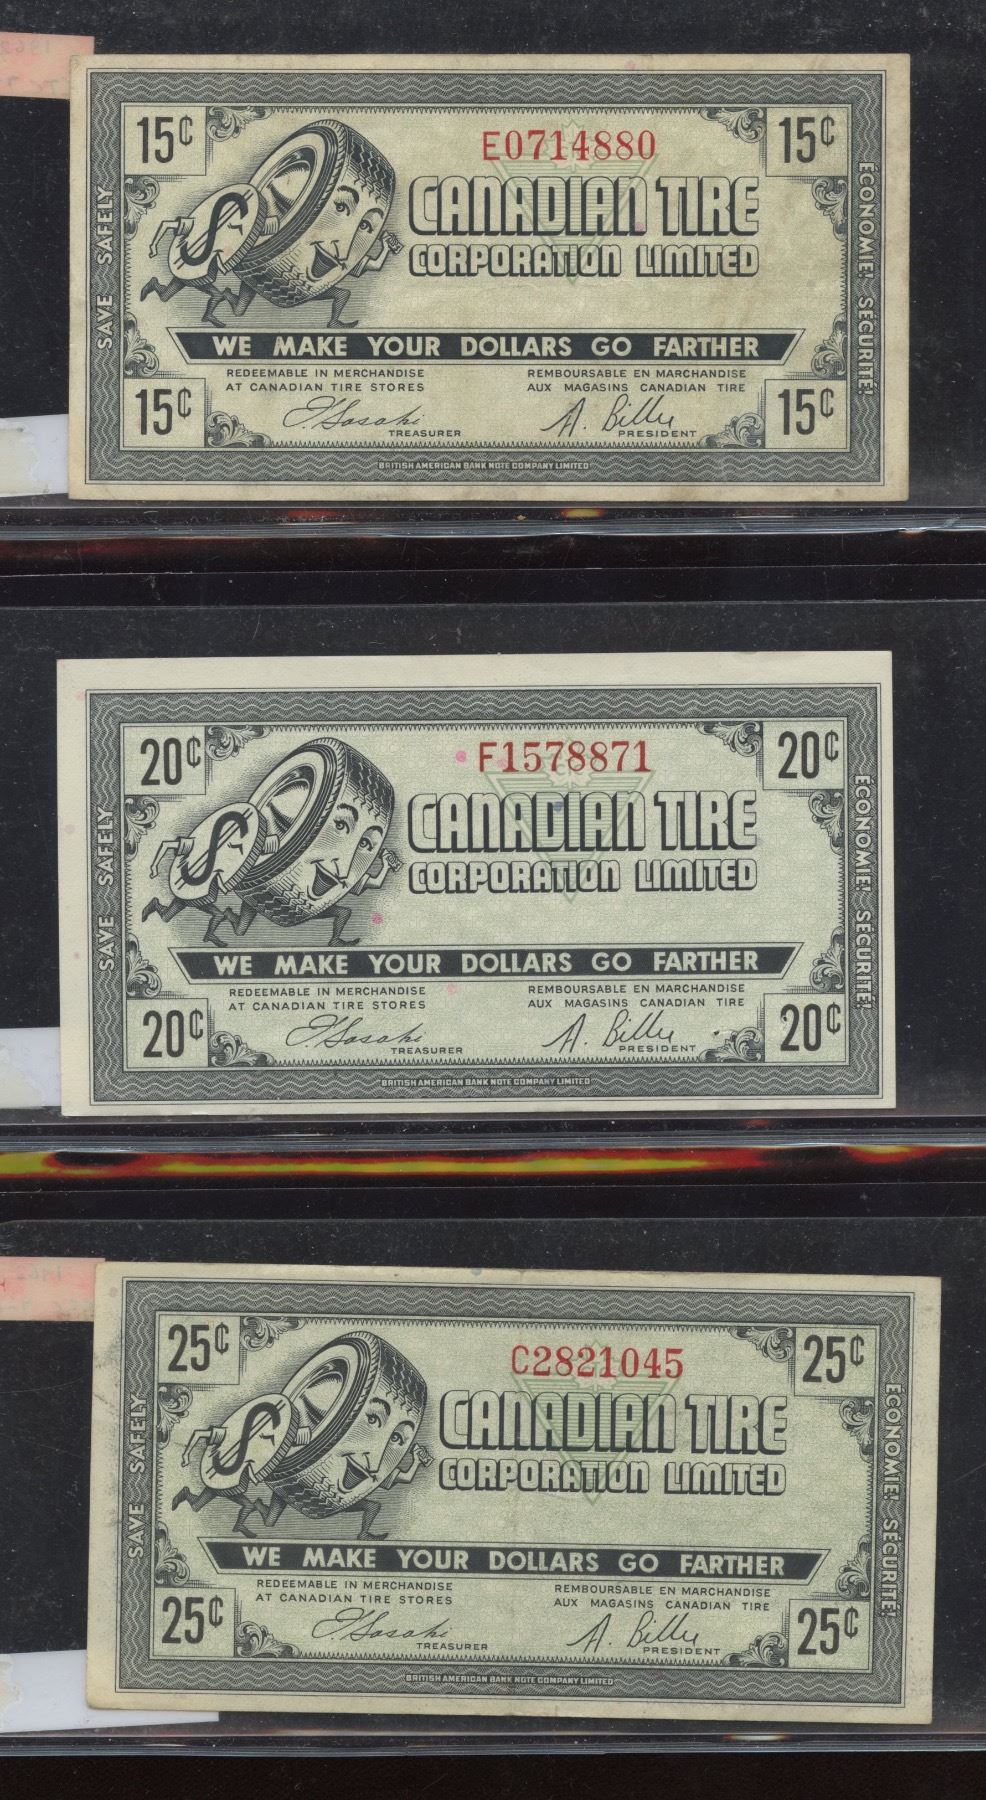 15¢ E0714880 15¢
CANADIAN TIRE
CORPORATION LIMITED
SAVE SAFELY
ÉCONOMIE! SÉCURITÉ!
WE MAKE YOUR DOLLARS GO FARTHER
REDEEMABLE IN MERCHANDISE REMBOURSABLE EN MARCHANDISE
AT CANADIAN TIRE STORES AUX MAGASINS CANADIAN TIRE
15¢ A. Billes 15¢
TREASURER PRESIDENT
BRITISH AMERICAN BANK NOTE COMPANY LIMITED
20¢ F1578871 20¢
CANADIAN TIRE
CORPORATION LIMITED
SAVE SAFELY
ÉCONOMIE! SÉCURITÉ!
WE MAKE YOUR DOLLARS GO FARTHER
REDEEMABLE IN MERCHANDISE REMBOURSABLE EN MARCHANDISE
AT CANADIAN TIRE STORES AUX MAGASINS CANADIAN TIRE
20¢ A. Billes 20¢
TREASURER PRESIDENT
BRITISH AMERICAN BANK NOTE COMPANY LIMITED
25¢ C2821045 25¢
CANADIAN TIRE
CORPORATION LIMITED
SAVE SAFELY
ÉCONOMIE! SÉCURITÉ!
WE MAKE YOUR DOLLARS GO FARTHER
REDEEMABLE IN MERCHANDISE REMBOURSABLE EN MARCHANDISE
AT CANADIAN TIRE STORES AUX MAGASINS CANADIAN TIRE
25¢ A. Billes 25¢
TREASURER PRESIDENT
BRITISH AMERICAN BANK NOTE COMPANY LIMITED